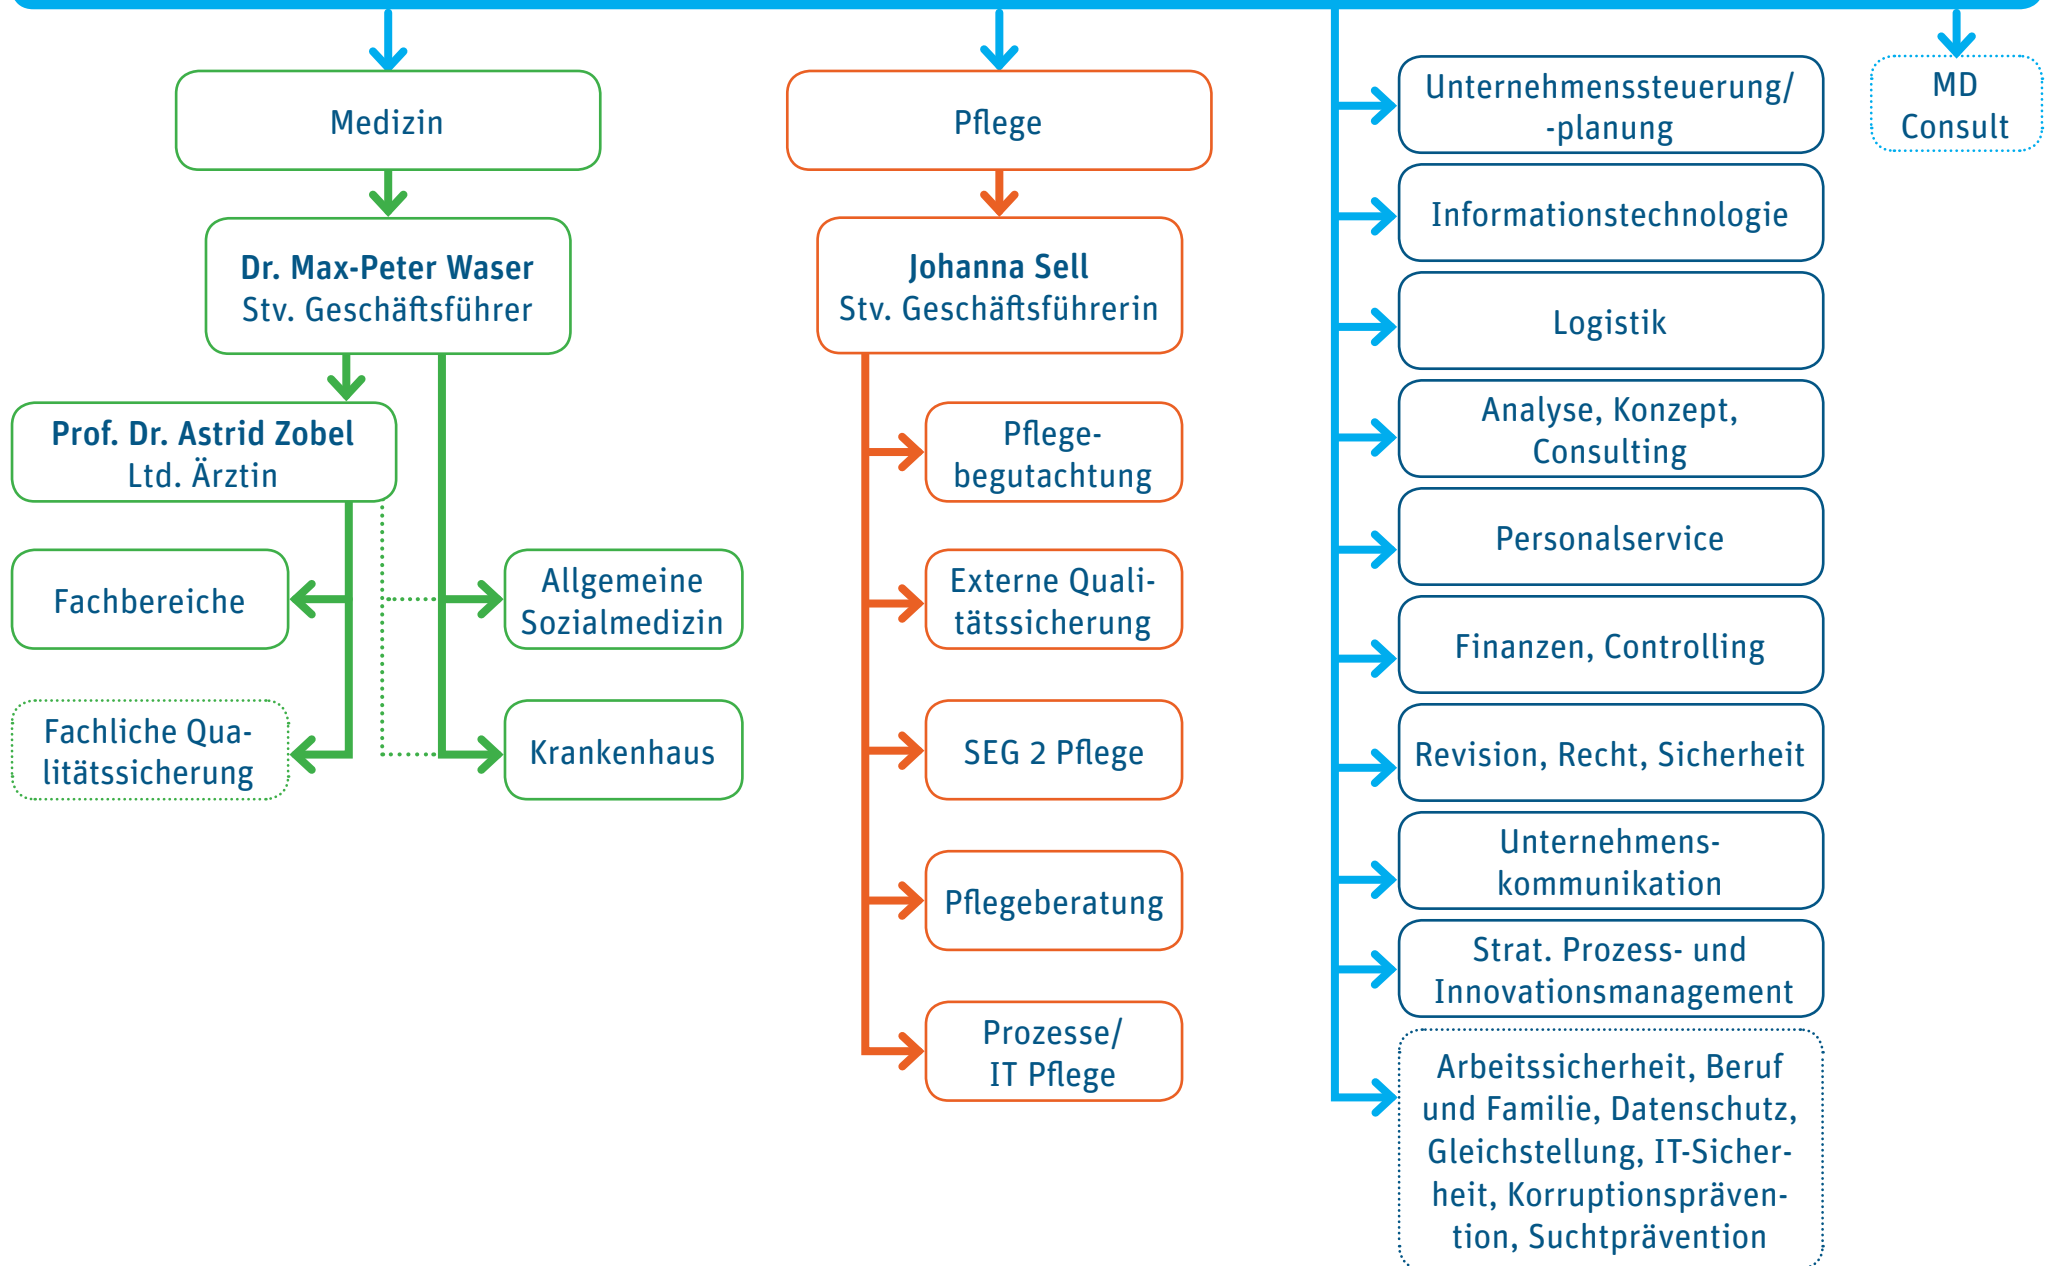 Medizin
Dr. Max-Peter Waser
Stv. Geschäftsführer
Prof. Dr. Astrid Zobel
Ltd. Ärztin
Fachbereiche
Fachliche Qua-
litätssicherung
Allgemeine
Sozialmedizin
Krankenhaus
Pflege
Johanna Sell
Stv. Geschäftsführerin
Pflege-
begutachtung
Externe Quali-
tätssicherung
SEG 2 Pflege
Pflegeberatung
Prozesse/
IT Pflege
Unternehmenssteuerung/
-planung
Informationstechnologie
Logistik
Analyse, Konzept,
Consulting
Personalservice
Finanzen, Controlling
Revision, Recht, Sicherheit
Unternehmens-
kommunikation
Strat. Prozess- und
Innovationsmanagement
Arbeitssicherheit, Beruf
und Familie, Datenschutz,
Gleichstellung, IT-Sicher-
heit, Korruptionspräven-
tion, Suchtprävention
MD
Consult